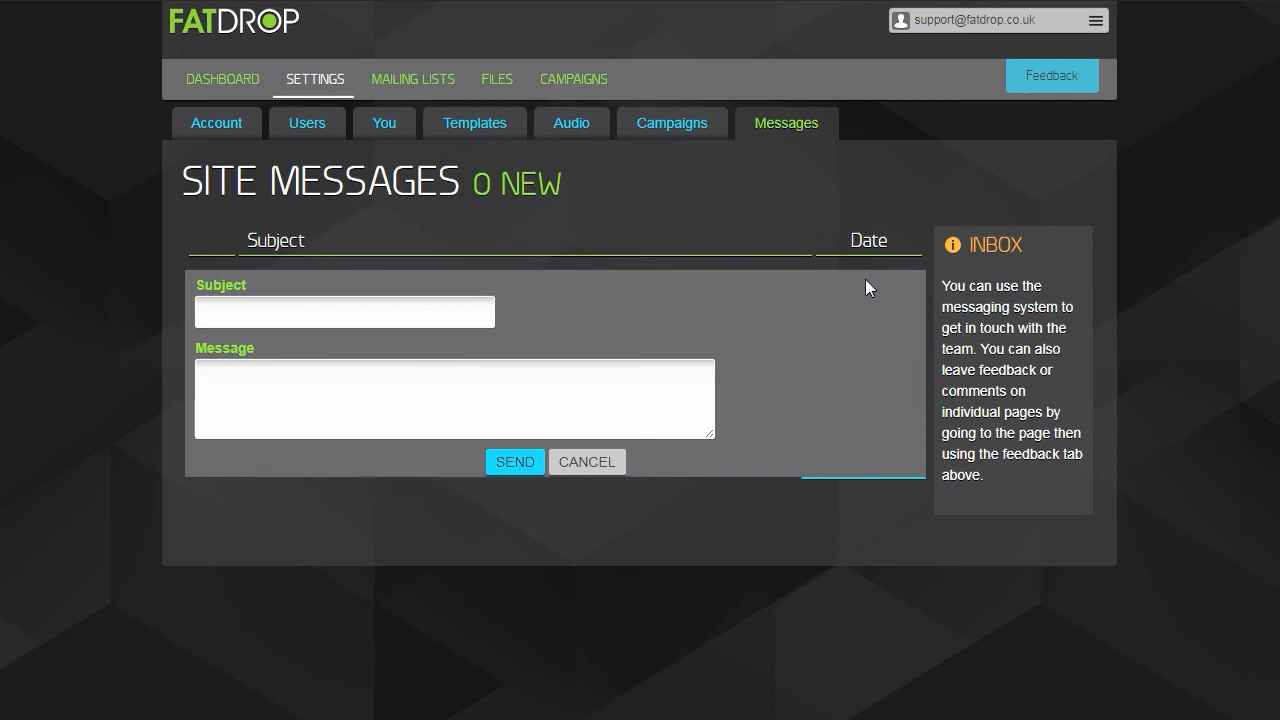 FATDROP
support@fatdrop.co.uk
DASHBOARD SETTINGS MAILING LISTS FILES CAMPAIGNS Feedback
Account Users You Templates Audio Campaigns Messages
SITE MESSAGES 0 NEW
Subject Date
Subject
Message
SEND CANCEL
INBOX
You can use the
messaging system to
get in touch with the
team. You can also
leave feedback or
comments on
individual pages by
going to the page then
using the feedback tab
above.